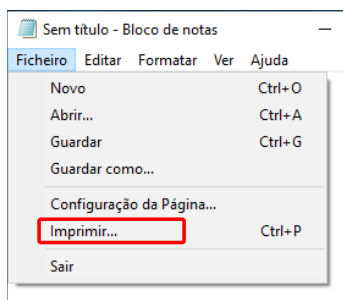 Sem título - Bloco de notas
Ficheiro Editar Formatar Ver Ajuda
Novo Ctrl+O
Abrir... Ctrl+A
Guardar Ctrl+G
Guardar como...
Configuração da Página...
Imprimir... Ctrl+P
Sair